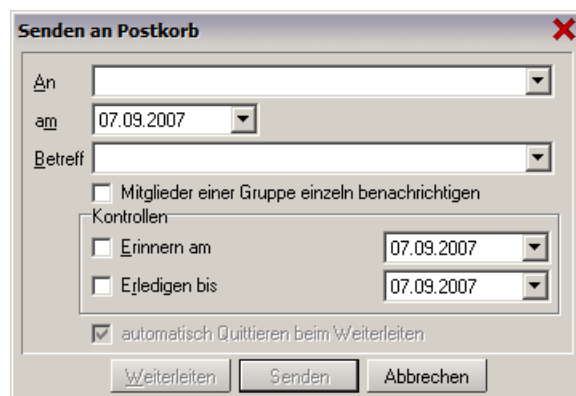 Senden an Postkorb
An
am 07.09.2007
Betreff
Mitglieder einer Gruppe einzeln benachrichtigen
Kontrollen
Erinnern am 07.09.2007
Erledigen bis 07.09.2007
automatisch Quittieren beim Weiterleiten
Weiterleiten Senden Abbrechen